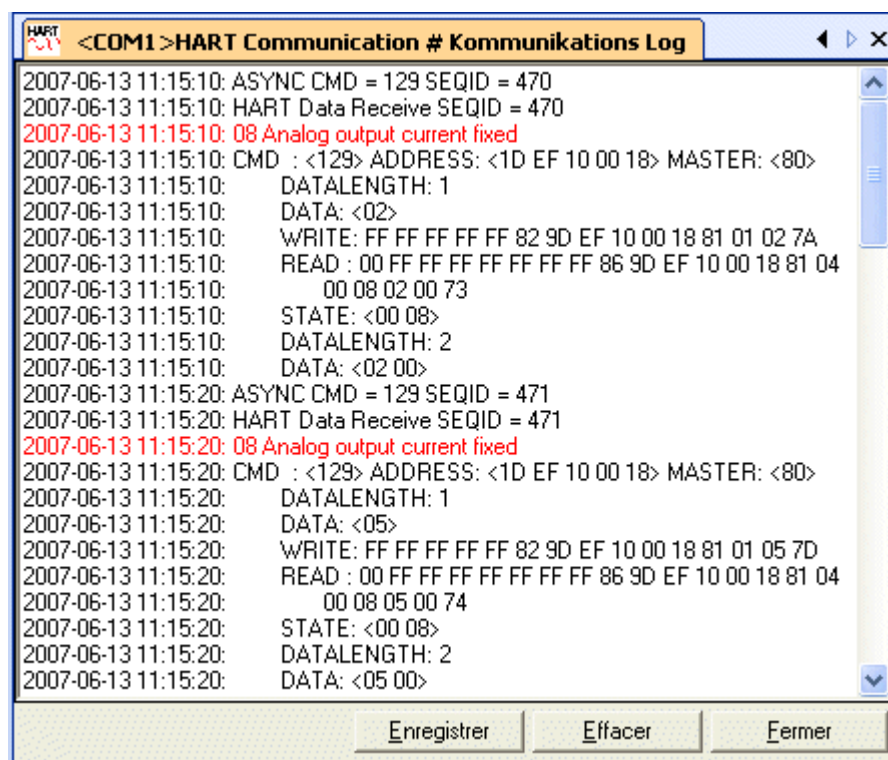 HART
<COM1>HART Communication # Kommunikations Log
2007-06-13 11:15:10: ASYNC CMD = 129 SEQID = 470
2007-06-13 11:15:10: HART Data Receive SEQID = 470
2007-06-13 11:15:10: 08 Analog output current fixed
2007-06-13 11:15:10: CMD : <129> ADDRESS: <1D EF 10 00 18> MASTER: <80>
2007-06-13 11:15:10: DATALENGTH: 1
2007-06-13 11:15:10: DATA: <02>
2007-06-13 11:15:10: WRITE: FF FF FF FF FF 82 9D EF 10 00 18 81 01 02 7A
2007-06-13 11:15:10: READ : 00 FF FF FF FF FF FF FF 86 9D EF 10 00 18 81 04
2007-06-13 11:15:10: 00 08 02 00 73
2007-06-13 11:15:10: STATE: <00 08>
2007-06-13 11:15:10: DATALENGTH: 2
2007-06-13 11:15:10: DATA: <02 00>
2007-06-13 11:15:20: ASYNC CMD = 129 SEQID = 471
2007-06-13 11:15:20: HART Data Receive SEQID = 471
2007-06-13 11:15:20: 08 Analog output current fixed
2007-06-13 11:15:20: CMD : <129> ADDRESS: <1D EF 10 00 18> MASTER: <80>
2007-06-13 11:15:20: DATALENGTH: 1
2007-06-13 11:15:20: DATA: <05>
2007-06-13 11:15:20: WRITE: FF FF FF FF FF 82 9D EF 10 00 18 81 01 05 7D
2007-06-13 11:15:20: READ : 00 FF FF FF FF FF FF FF 86 9D EF 10 00 18 81 04
2007-06-13 11:15:20: 00 08 05 00 74
2007-06-13 11:15:20: STATE: <00 08>
2007-06-13 11:15:20: DATALENGTH: 2
2007-06-13 11:15:20: DATA: <05 00>
Enregistrer Effacer Fermer